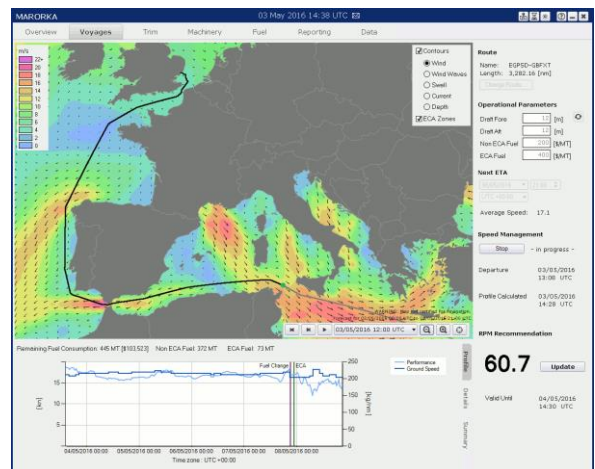 MARORKA
03 May 2016 14:38 UTC
Overview Voyages Trim Machinery Fuel Reporting Data
m/s
22+
20
18
16
14
12
10
8
6
4
2
0
Contours
Wind
Wind Waves
Swell
Current
Depth
ECA Zones
03/05/2016 12:00 UTC
Route
Name: EGPSD-GBFXT
Length: 3,282.16 [nm]
Change Route...
Operational Parameters
Draft Fore 12 [m]
Draft Aft 12 [m]
Non ECA Fuel 200 [$/MT]
ECA Fuel 400 [$/MT]
Next ETA
Average Speed: 17.1
Speed Management
Stop - in progress -
Departure 03/05/2016
13:00 UTC
Profile Calculated 03/05/2016
14:28 UTC
RPM Recommendation
60.7 Update
Valid Until 04/05/2016
14:30 UTC
Remaining Fuel Consumption: 445 MT [$103,523] Non ECA Fuel: 372 MT ECA Fuel: 73 MT
Fuel Change ECA
Performance
Ground Speed
[kn]
15
10
5
250
200
150
100
50
0
[kg/nm]
04/05/2016 00:00 05/05/2016 00:00 06/05/2016 00:00 07/05/2016 00:00 08/05/2016 00:00
Time zone : UTC +00:00
Profile
Details
Summary